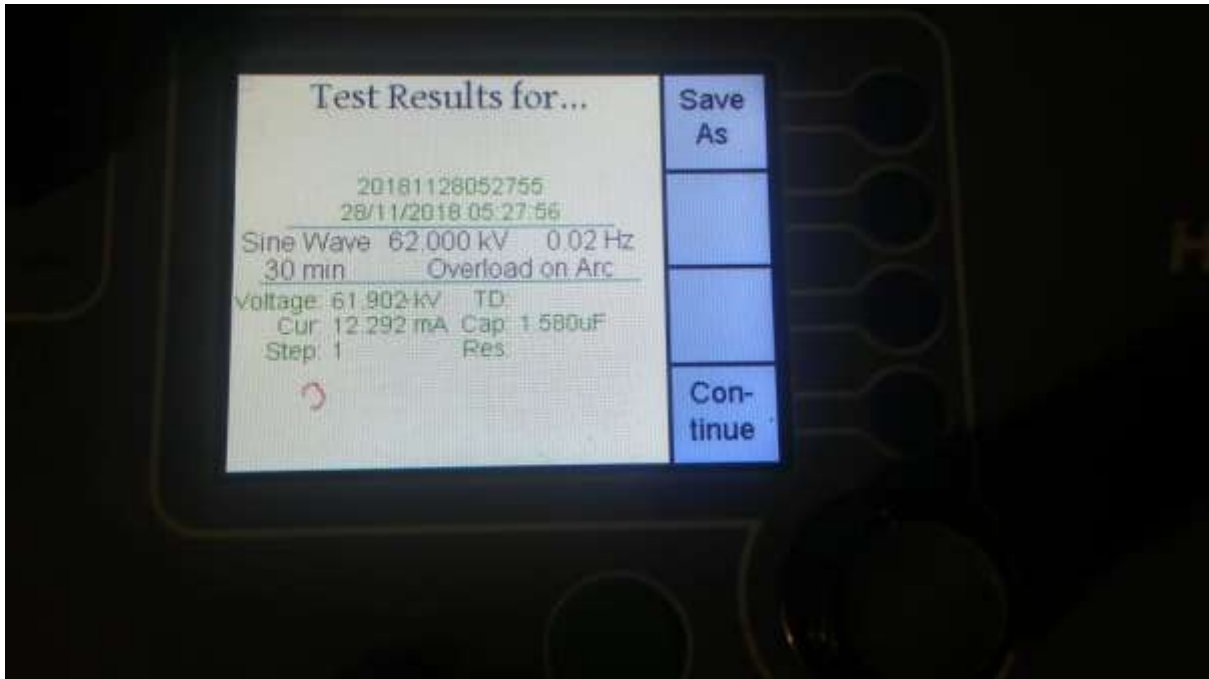 Test Results for...
Save
As
20181128052755
28/11/2018 05:27:56
Sine Wave 62.000 kV 0.02 Hz
30 min Overload on Arc
Voltage: 61.902 kV TD:
Cur: 12.292 mA Cap: 1.580uF
Step: 1 Res:
Con-
tinue
H